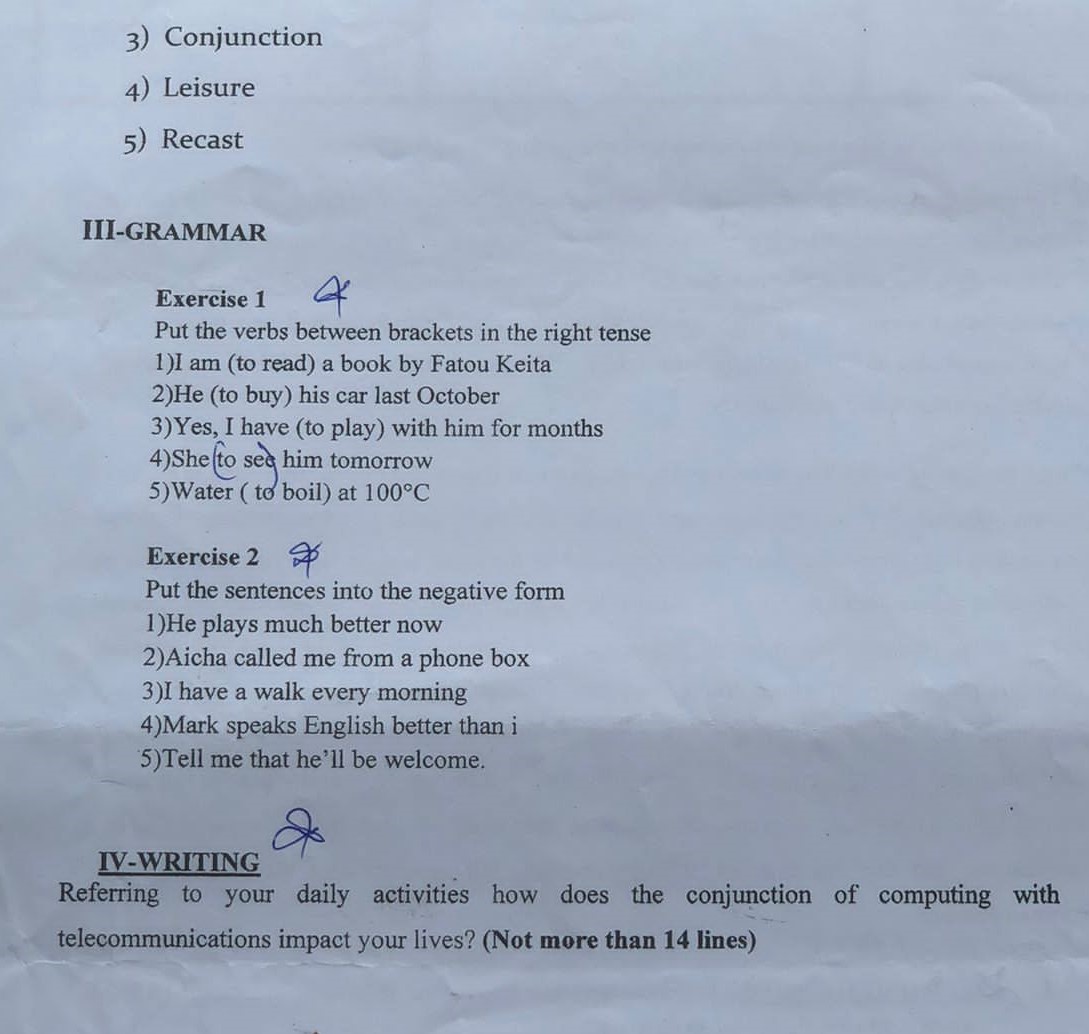 3) Conjunction
4) Leisure
5) Recast
III-GRAMMAR
Exercise 1
Put the verbs between brackets in the right tense
1)I am (to read) a book by Fatou Keita
2)He (to buy) his car last October
3)Yes, I have (to play) with him for months
4)She (to see) him tomorrow
5)Water ( to boil) at 100°C
Exercise 2
Put the sentences into the negative form
1)He plays much better now
2)Aicha called me from a phone box
3)I have a walk every morning
4)Mark speaks English better than i
5)Tell me that he'll be welcome.
IV-WRITING
Referring to your daily activities how does the conjunction of computing with
telecommunications impact your lives? (Not more than 14 lines)